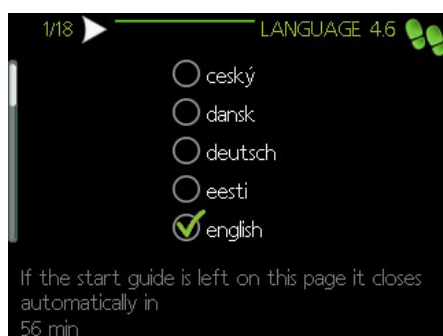 1/18 LANGUAGE 4.6
ceský
dansk
deutsch
eesti
english
If the start guide is left on this page it closes
automatically in
56 min